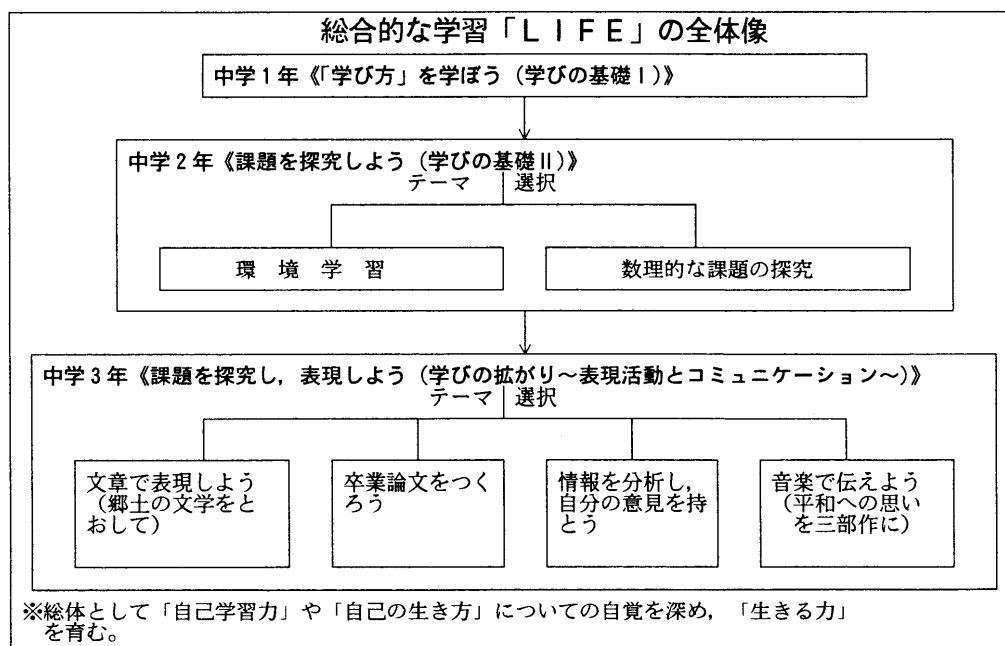 総合的な学習「ＬＩＦＥ」の全体像
中学１年《「学び方」を学ぼう（学びの基礎Ⅰ）》
中学２年《課題を探究しよう（学びの基礎Ⅱ）》
テーマ 選択
環境学習
数理的な課題の探究
中学３年《課題を探究し，表現しよう（学びの拡がり～表現活動とコミュニケーション～）》
テーマ 選択
文章で表現しよう
（郷土の文学をと
おして）
卒業論文をつく
ろう
情報を分析し，
自分の意見を持
とう
音楽で伝えよう
（平和への思い
を三部作に）
※総体として「自己学習力」や「自己の生き方」についての自覚を深め，「生きる力」
を育む。